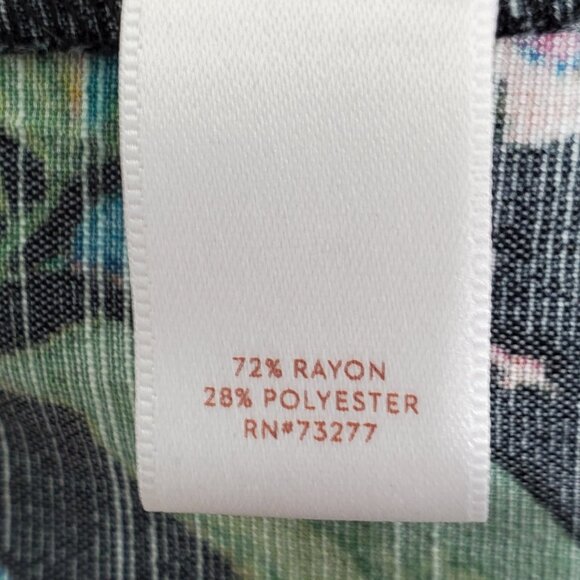 72% RAYON
28% POLYESTER
RN#73277